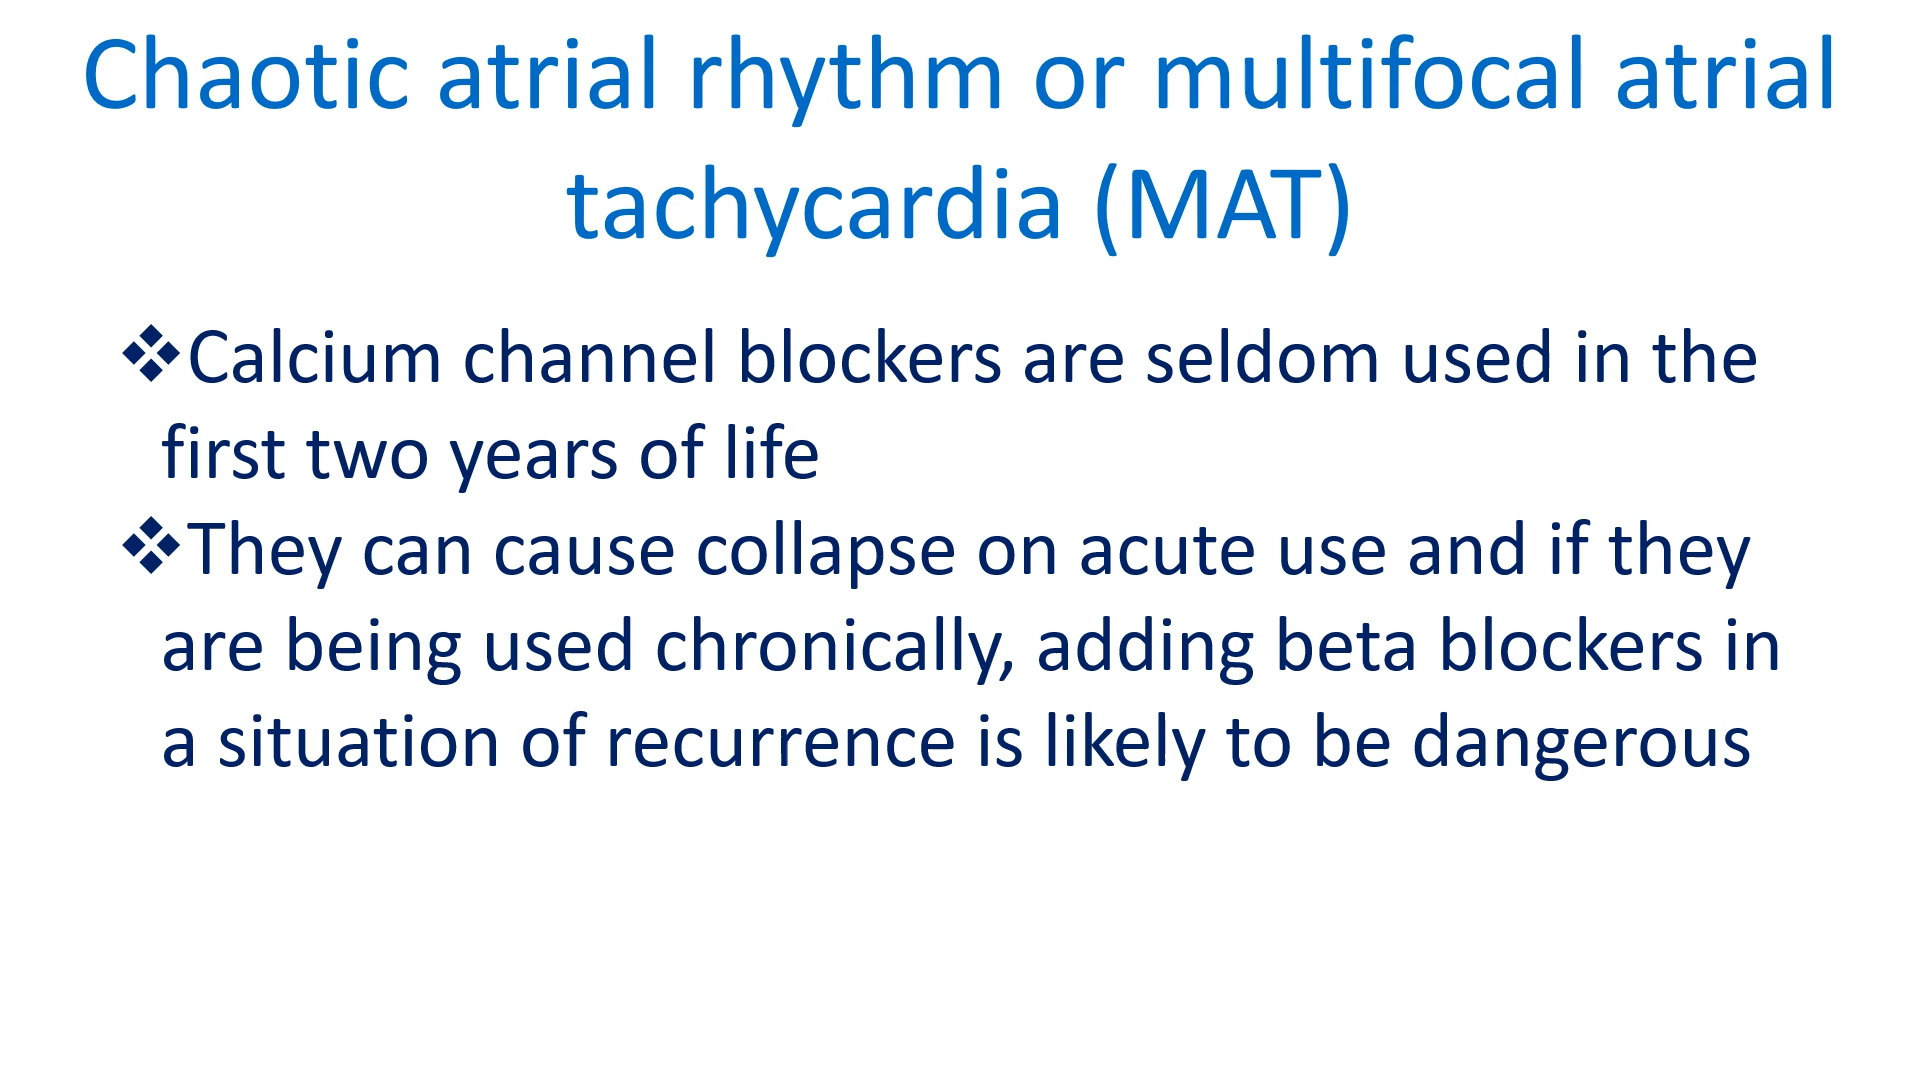 Chaotic atrial rhythm or multifocal atrial
tachycardia (MAT)
❖Calcium channel blockers are seldom used in the
first two years of life
❖They can cause collapse on acute use and if they
are being used chronically, adding beta blockers in
a situation of recurrence is likely to be dangerous